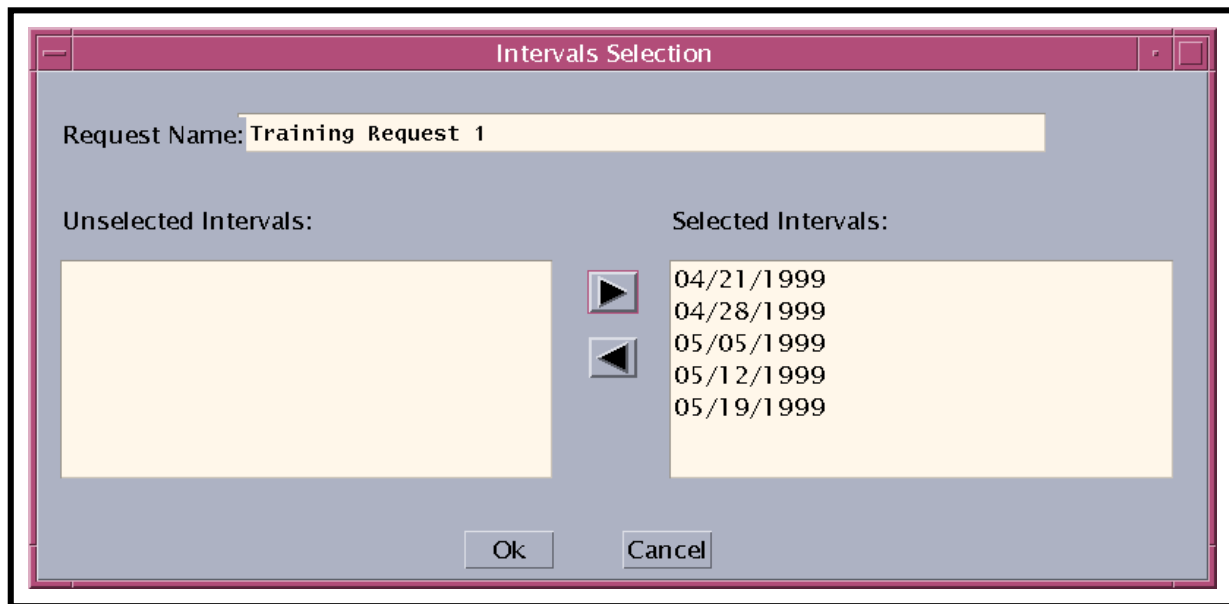 Intervals Selection
Request Name: Training Request 1
Unselected Intervals:
Selected Intervals:
04/21/1999
04/28/1999
05/05/1999
05/12/1999
05/19/1999
Ok
Cancel